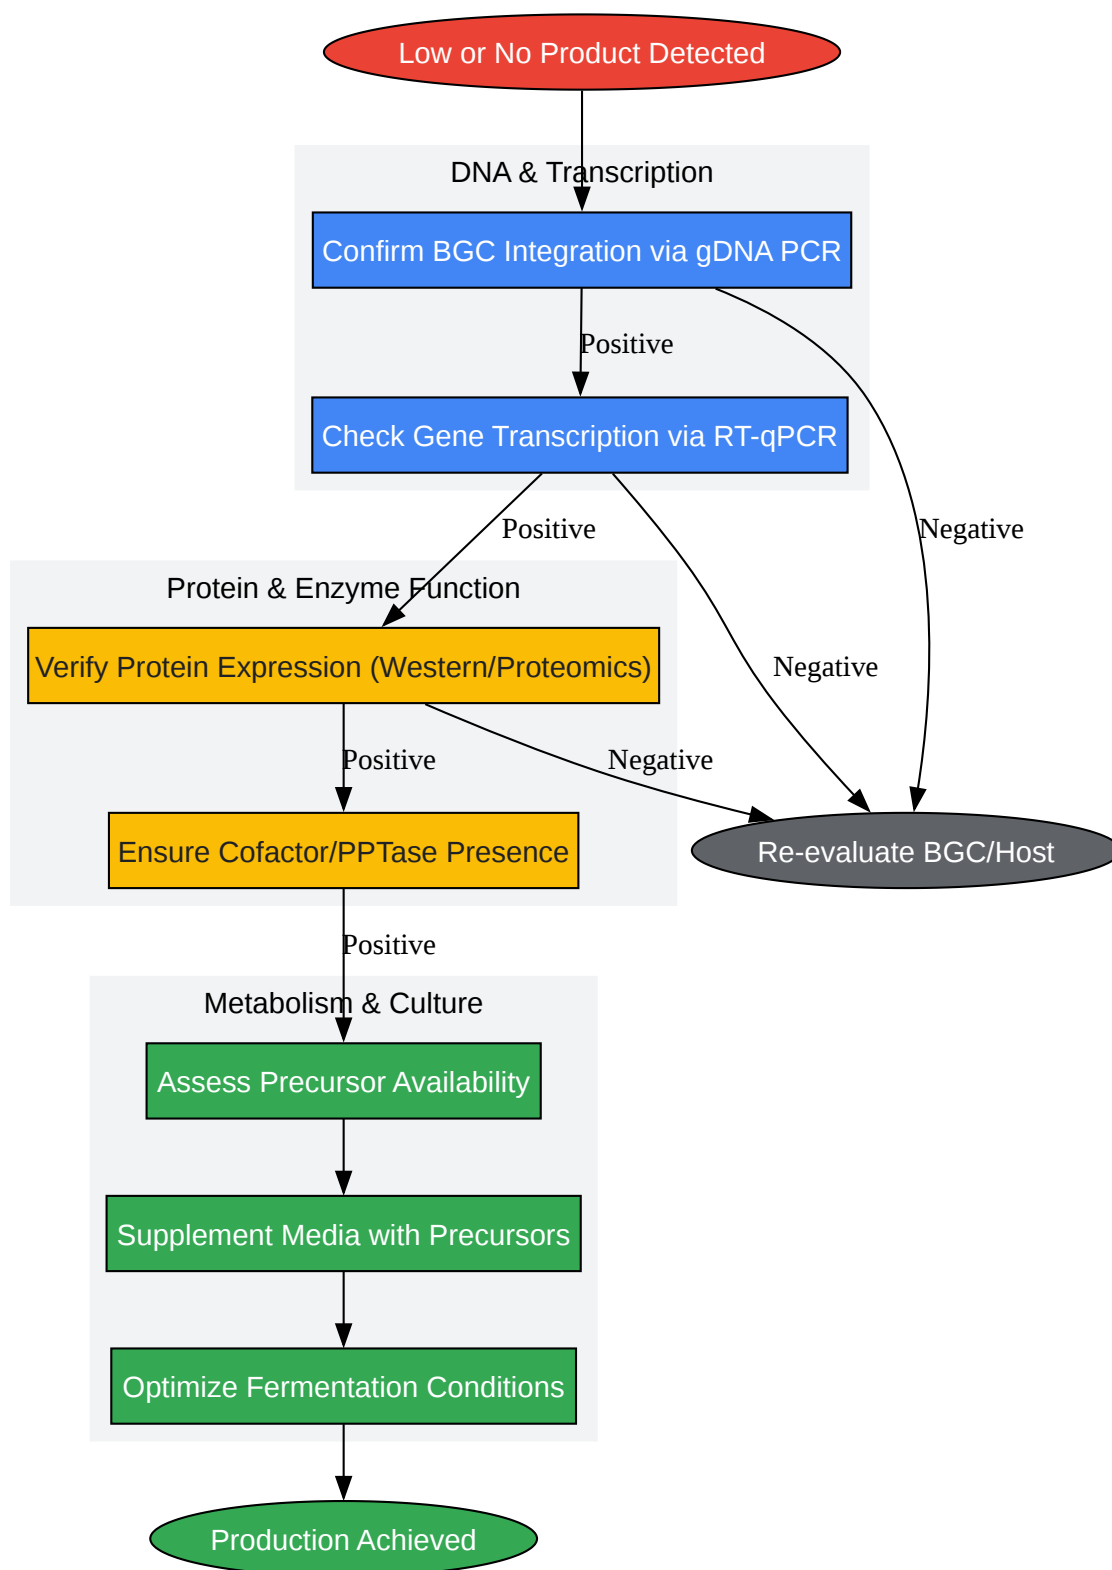 Low or No Product Detected
DNA & Transcription
Confirm BGC Integration via gDNA PCR
Positive
Check Gene Transcription via RT-qPCR
Positive
Negative
Protein & Enzyme Function
Verify Protein Expression (Western/Proteomics)
Negative
Positive
Negative
Ensure Cofactor/PPTase Presence
Re-evaluate BGC/Host
Positive
Metabolism & Culture
Assess Precursor Availability
Supplement Media with Precursors
Optimize Fermentation Conditions
Production Achieved